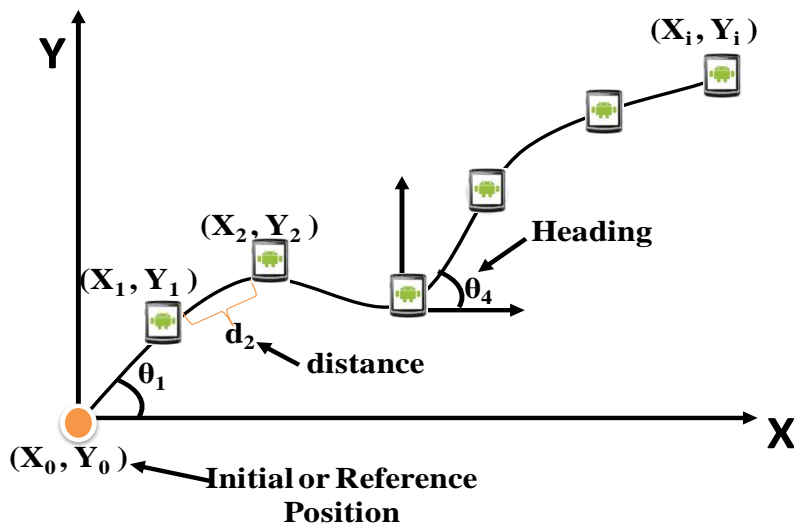 Y
(X₁, Y₁)
(X₂, Y₂)
(Xᵢ, Yᵢ)
Heading
θ₄
d₂
distance
θ₁
X
(X₀, Y₀)
Initial or Reference
Position